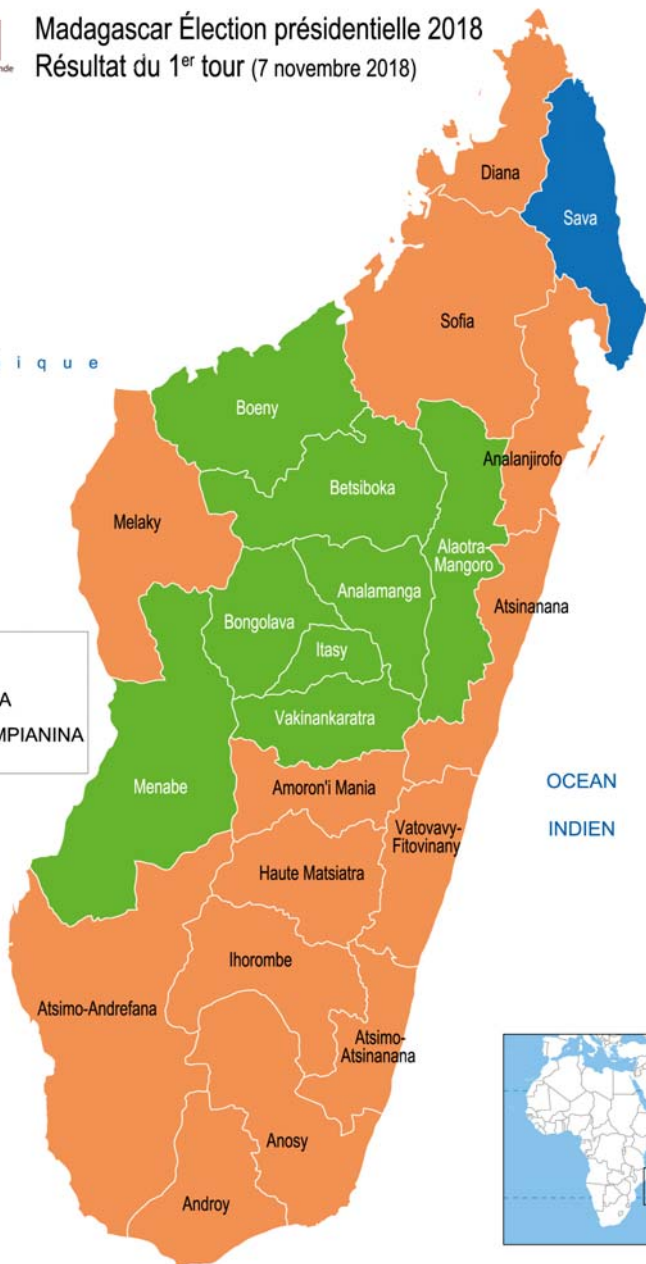 Madagascar Élection présidentielle 2018
Résultat du 1er tour (7 novembre 2018)
nde
Diana
Sava
Sofia
i q u e
Boeny
Betsiboka
Analanjirofo
Melaky
Alaotra-
Mangoro
Atsinanana
Analamanga
Bongolava
Itasy
A
MPIANINA
Vakinankaratra
Menabe
Amoron'i Mania
OCEAN
INDIEN
Vatovavy-
Fitovinany
Haute Matsiatra
Ihorombe
Atsimo-Andrefana
Atsimo-
Atsinanana
Anosy
Androy